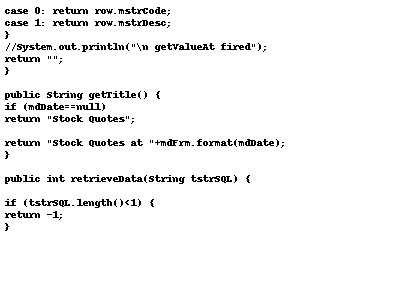 case 0: return row.mstrCode;
case 1: return row.mstrDesc;
}
//System.out.println("\n getValueAt fired");
return "";
}
public String getTitle() {
if (mdDate==null)
return "Stock Quotes";
return "Stock Quotes at "+mdFrm.format(mdDate);
}
public int retrieveData(String tstrSQL) {
if (tstrSQL.length()<1) {
return -1;
}